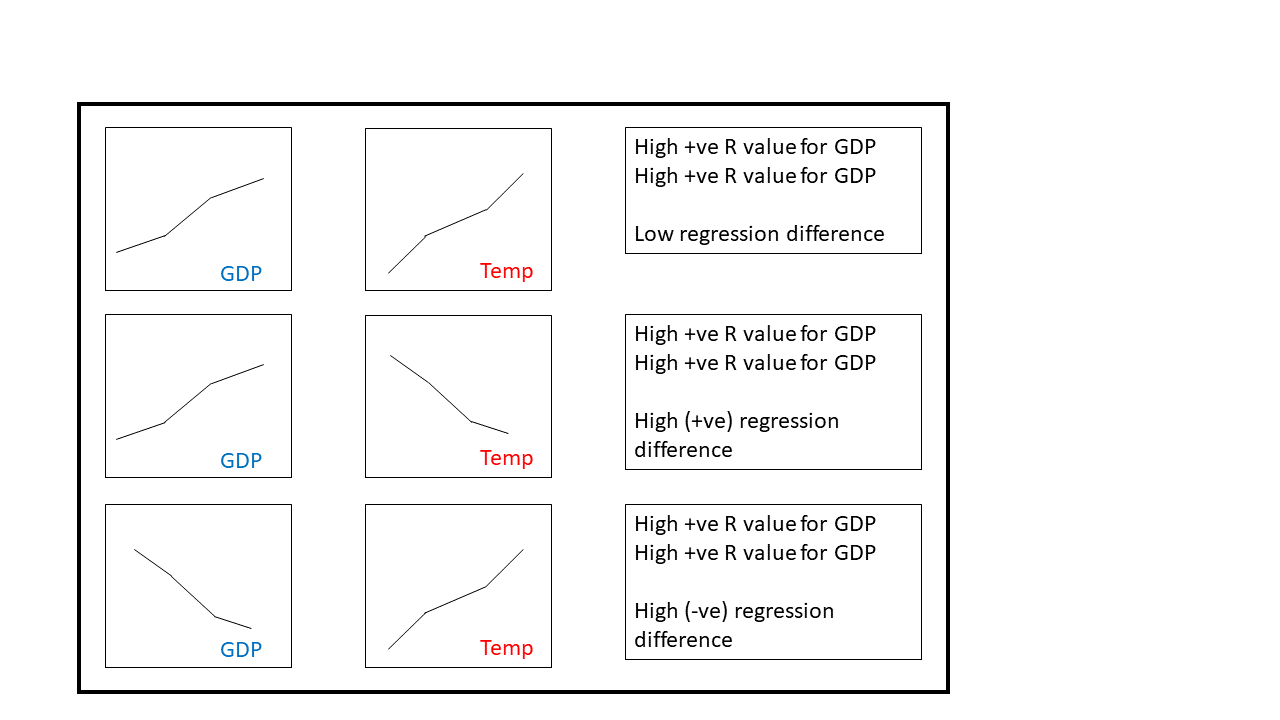 GDP
Temp
High +ve R value for GDP
High +ve R value for GDP
Low regression difference
GDP
Temp
High +ve R value for GDP
High +ve R value for GDP
High (+ve) regression
difference
GDP
Temp
High +ve R value for GDP
High +ve R value for GDP
High (-ve) regression
difference